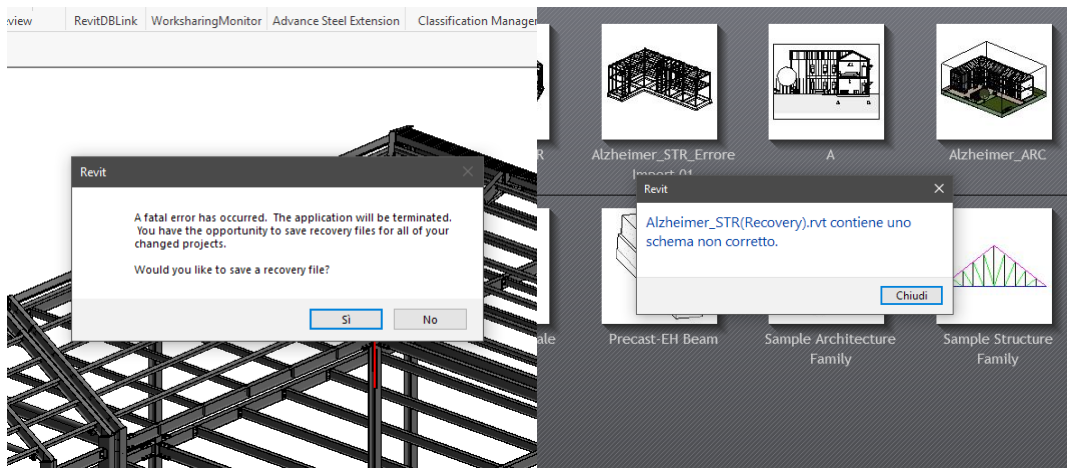 RevitDBLink WorksharingMonitor Advance Steel Extension Classification Manager
Revit
A fatal error has occurred. The application will be terminated.
You have the opportunity to save recovery files for all of your
changed projects.
Would you like to save a recovery file?
Sì No
R Alzheimer_STR_Errore A Alzheimer_ARC
Import 01
Revit
Alzheimer_STR(Recovery).rvt contiene uno
schema non corretto.
Chiudi
ale Precast-EH Beam Sample Architecture Sample Structure
Family Family